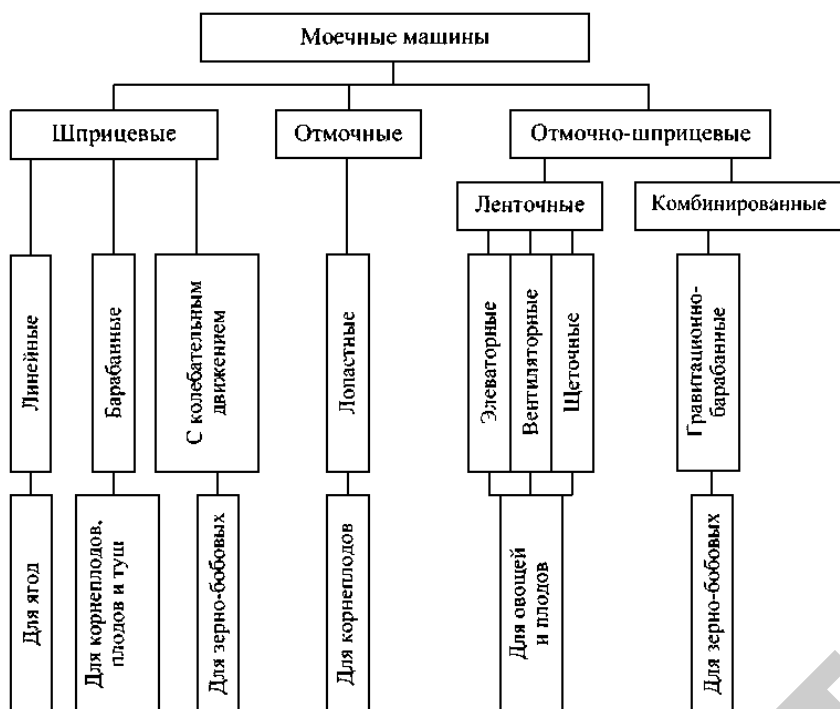 Моечные машины
Шприцевые
Отмочные
Отмочно-шприцевые
Ленточные
Комбинированные
Линейные
Барабанные
С колебательным
движением
Лопастные
Элеваторные
Вентиляторные
Щеточные
Гравитационно-
барабанные
Для ягод
Для корнеплодов,
плодов и туш
Для зерно-бобовых
Для корнеплодов
Для овощей
и плодов
Для зерно-бобовых